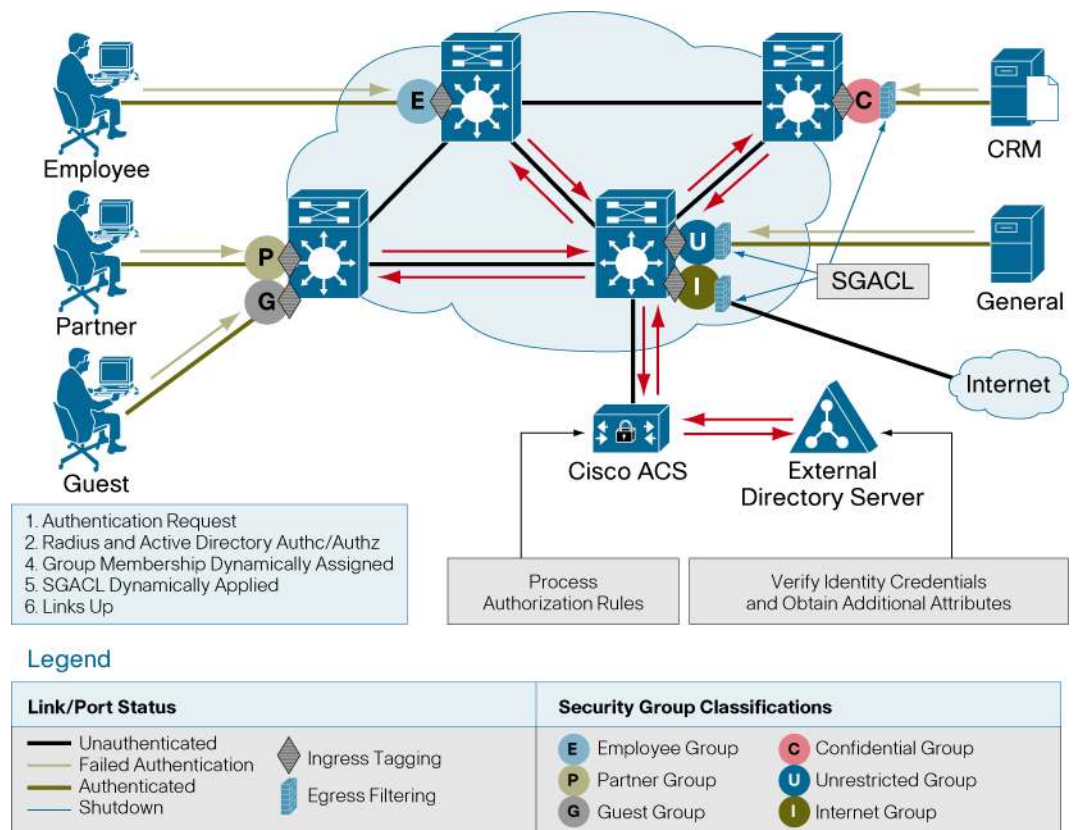 E
C
Employee
CRM
P
U
G
I
SGACL
Partner
General
Internet
Guest
Cisco ACS
External
Directory Server
1. Authentication Request
2. Radius and Active Directory Authc/Authz
4. Group Membership Dynamically Assigned
5. SGACL Dynamically Applied
6. Links Up
Process
Authorization Rules
Verify Identity Credentials
and Obtain Additional Attributes
Legend
Link/Port Status
Unauthenticated
Failed Authentication
Authenticated
Shutdown
Ingress Tagging
Egress Filtering
Security Group Classifications
E Employee Group
P Partner Group
G Guest Group
C Confidential Group
U Unrestricted Group
I Internet Group